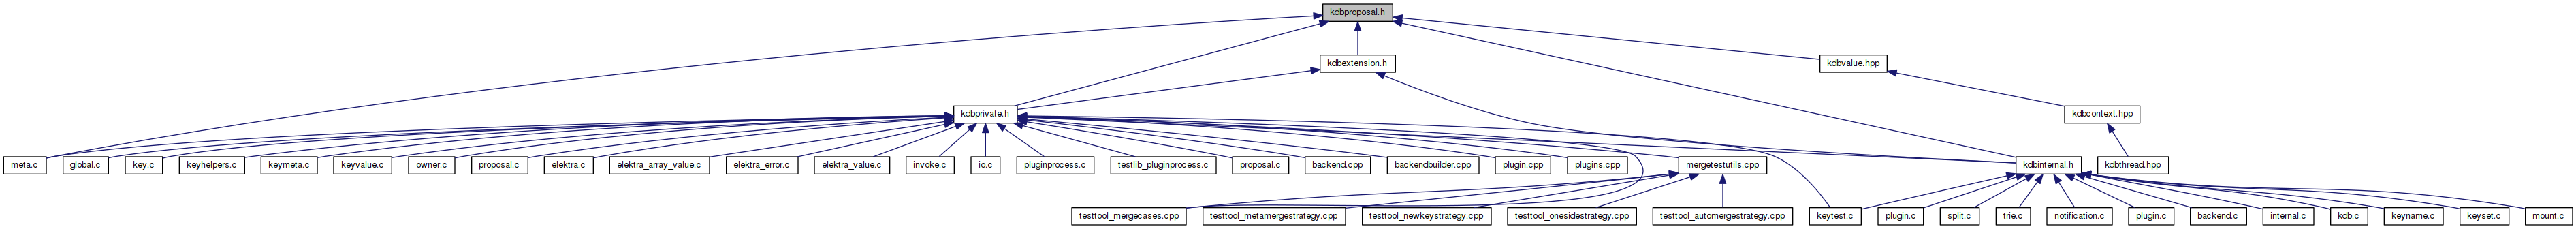 kdbproposal.h
kdbextension.h
kdbvalue.hpp
kdbprivate.h
kdbcontext.hpp
meta.c
global.c
key.c
keyhelpers.c
keymeta.c
keyvalue.c
owner.c
proposal.c
elektra.c
elektra_array_value.c
elektra_error.c
elektra_value.c
invoke.c
io.c
pluginprocess.c
testlib_pluginprocess.c
proposal.c
backend.cpp
backendbuilder.cpp
plugin.cpp
plugins.cpp
mergetestutils.cpp
kdbinternal.h
kdbthread.hpp
testtool_mergecases.cpp
testtool_metamergestrategy.cpp
testtool_newkeystrategy.cpp
testtool_onesidestrategy.cpp
testtool_automergestrategy.cpp
keytest.c
plugin.c
split.c
trie.c
notification.c
plugin.c
backend.c
internal.c
kdb.c
keyname.c
keyset.c
mount.c